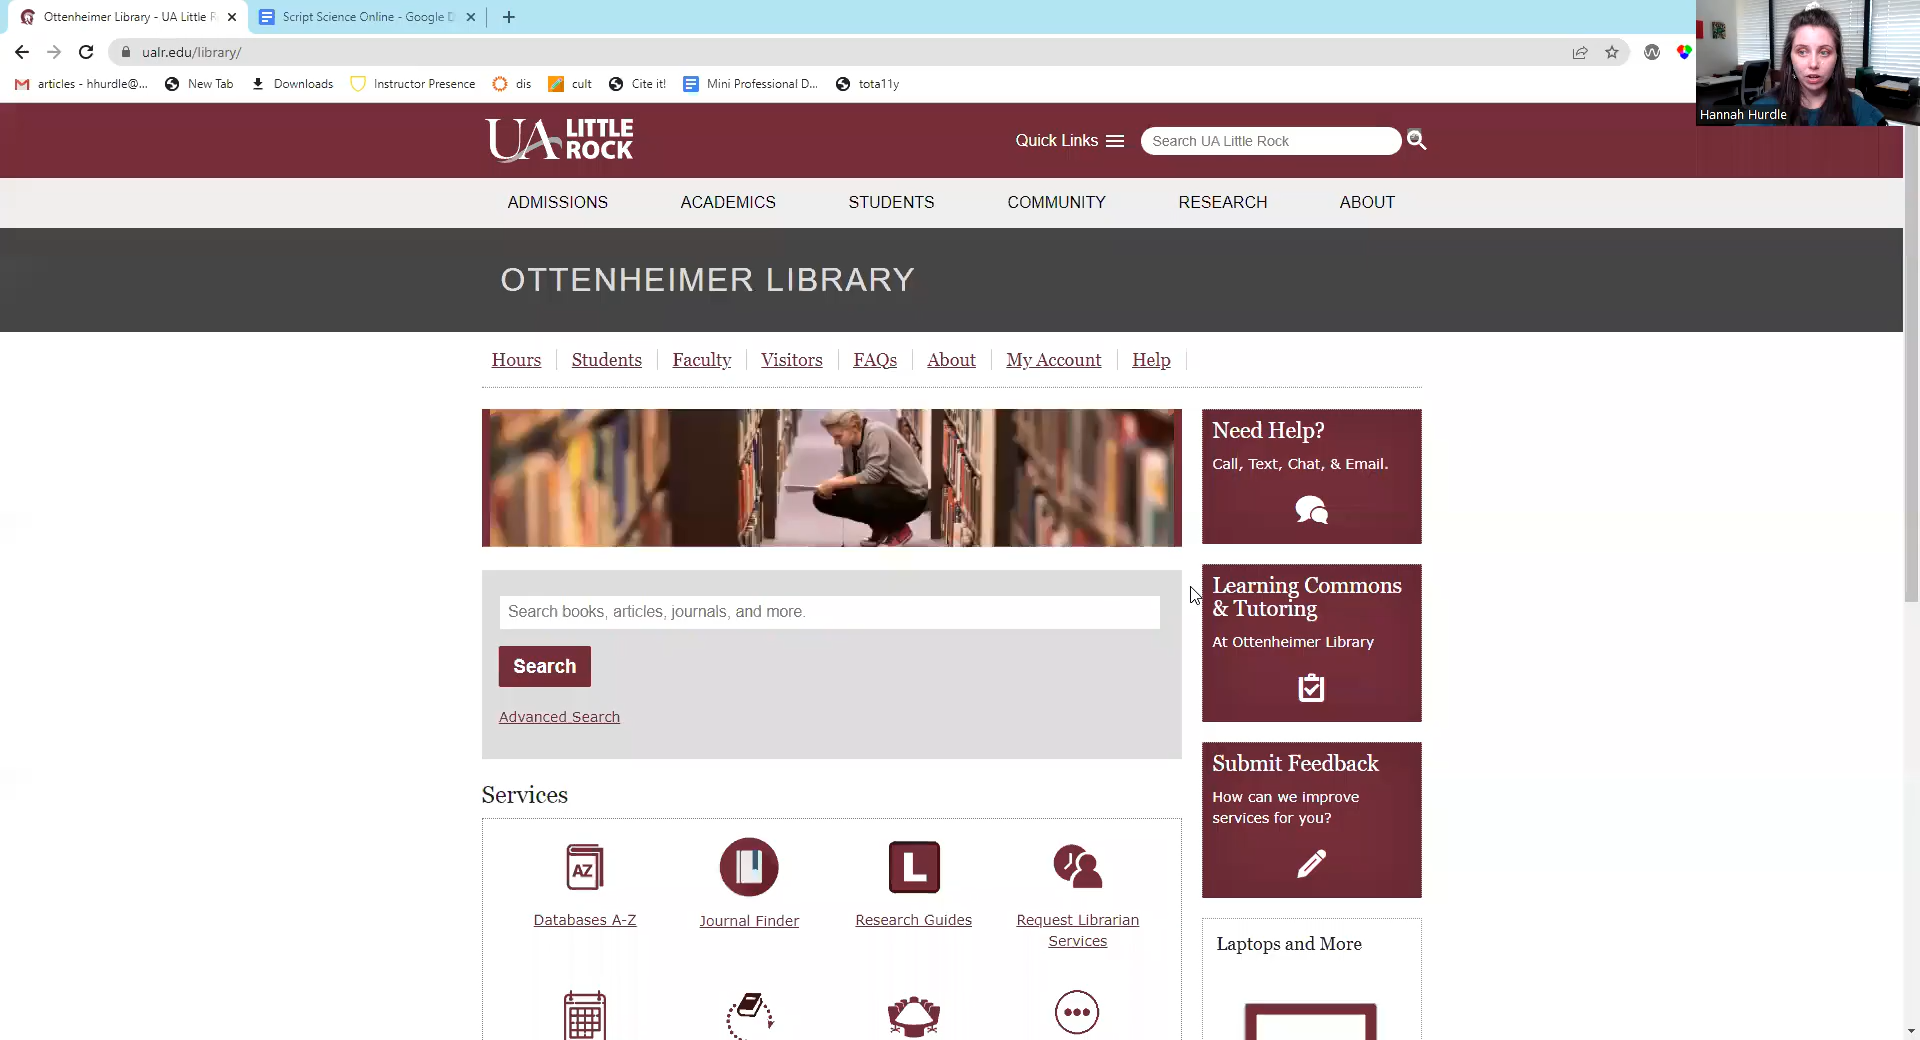 Ottenheimer Library - UA Little R
Script Science Online - Google D
ualr.edu/library/
articles - hhurdle@...
New Tab
Downloads
Instructor Presence
dis
cult
Cite it!
Mini Professional D...
tota11y
Hannah Hurdle
UA LITTLE ROCK
Quick Links
Search UA Little Rock
ADMISSIONS
ACADEMICS
STUDENTS
COMMUNITY
RESEARCH
ABOUT
OTTENHEIMER LIBRARY
Hours
Students
Faculty
Visitors
FAQs
About
My Account
Help
Search books, articles, journals, and more.
Search
Advanced Search
Need Help?
Call, Text, Chat, & Email.
Learning Commons
& Tutoring
At Ottenheimer Library
Submit Feedback
How can we improve
services for you?
Services
AZ
L
Databases A-Z
Journal Finder
Research Guides
Request Librarian
Services
Laptops and More